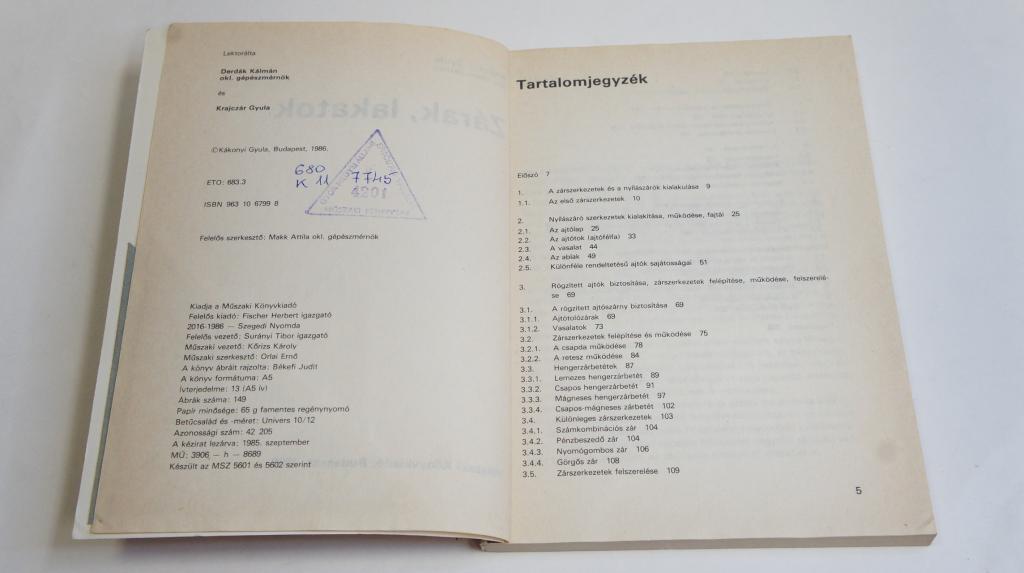 Lektorálta
Derdák Kálmán
okl. gépészmérnök
és
Krajczár Gyula
© Kákonyi Gyula, Budapest, 1986.
680
K 11
7745
4201
MŰSZAKI KÖNYVTÁR
ETO: 683.3
ISBN 963 10 6799 8
Felelős szerkesztő: Makk Attila okl. gépészmérnök
Kiadja a Műszaki Könyvkiadó
Felelős kiadó: Fischer Herbert igazgató
2016-1986 — Szegedi Nyomda
Felelős vezető: Surányi Tibor igazgató
Műszaki vezető: Kőrizs Károly
Műszaki szerkesztő: Orlai Ernő
A könyv ábráit rajzolta: Békefi Judit
A könyv formátuma: A5
Ívterjedelme: 13 (A5 ív)
Ábrák száma: 149
Papír minősége: 65 g famentes regénynyomó
Betűcsalád és -méret: Univers 10/12
Azonossági szám: 42 205
A kézirat lezárva: 1985. szeptember
MŰ: 3906 — h — 8689
Készült az MSZ 5601 és 5602 szerint
Tartalomjegyzék
Előszó 7
1. A zárszerkezetek és a nyílászárók kialakulása 9
1.1. Az első zárszerkezetek 10
2. Nyílászáró szerkezetek kialakítása, működése, fajtái 25
2.1. Az ajtólap 25
2.2. Az ajtótok (ajtófélfa) 33
2.3. A vasalat 44
2.4. Az ablak 49
2.5. Különféle rendeltetésű ajtók sajátosságai 51
3. Rögzített ajtók biztosítása, zárszerkezetek felépítése, működése, felszerelé-
se 69
3.1. A rögzített ajtószárny biztosítása 69
3.1.1. Ajtótolózárak 69
3.1.2. Vasalatok 73
3.2. Zárszerkezetek felépítése és működése 75
3.2.1. A csapda működése 78
3.2.2. A retesz működése 84
3.3. Hengerzárbetétek 87
3.3.1. Lemezes hengerzárbetét 89
3.3.2. Csapos hengerzárbetét 91
3.3.3. Mágneses hengerzárbetét 97
3.3.4. Csapos-mágneses zárbetét 102
3.4. Különleges zárszerkezetek 103
3.4.1. Számkombinációs zár 104
3.4.2. Pénzbeszedő zár 104
3.4.3. Nyomógombos zár 106
3.4.4. Görgős zár 108
3.5. Zárszerkezetek felszerelése 109
5